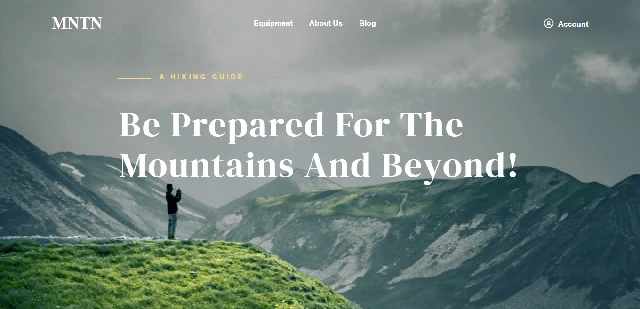 MNTN
Equipment About Us Blog
Account
A HIKING GUIDE
Be Prepared For The
Mountains And Beyond!